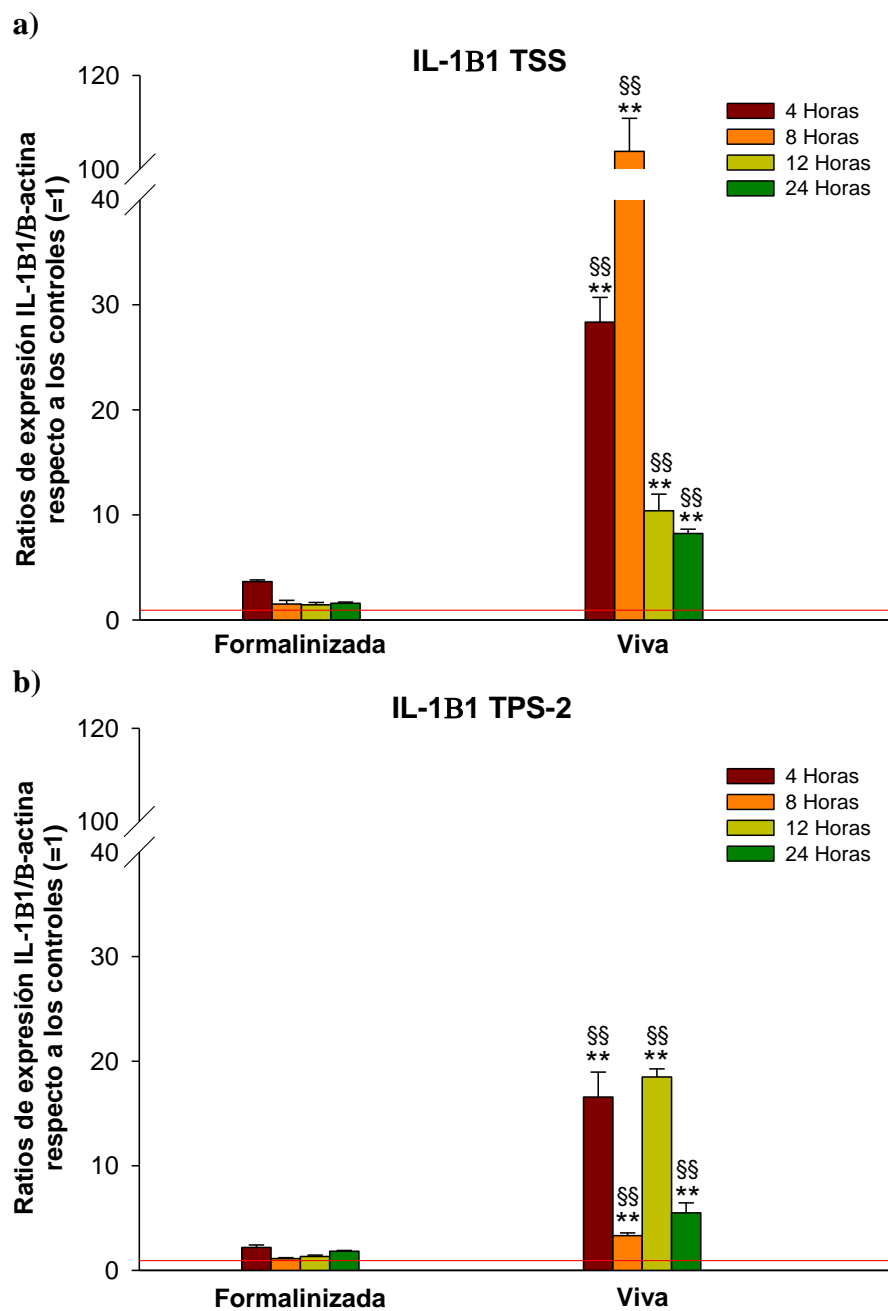 a)
IL-1B1 TSS
120
100
40
30
20
10
0
Ratios de expresión IL-1B1/B-actina
respecto a los controles (=1)
4 Horas
8 Horas
12 Horas
24 Horas
§§
**
§§
**
§§
**
§§
**
Formalinizada
Viva
b)
IL-1B1 TPS-2
120
100
40
30
20
10
0
Ratios de expresión IL-1B1/B-actina
respecto a los controles (=1)
4 Horas
8 Horas
12 Horas
24 Horas
§§
**
§§
**
§§
**
§§
**
Formalinizada
Viva